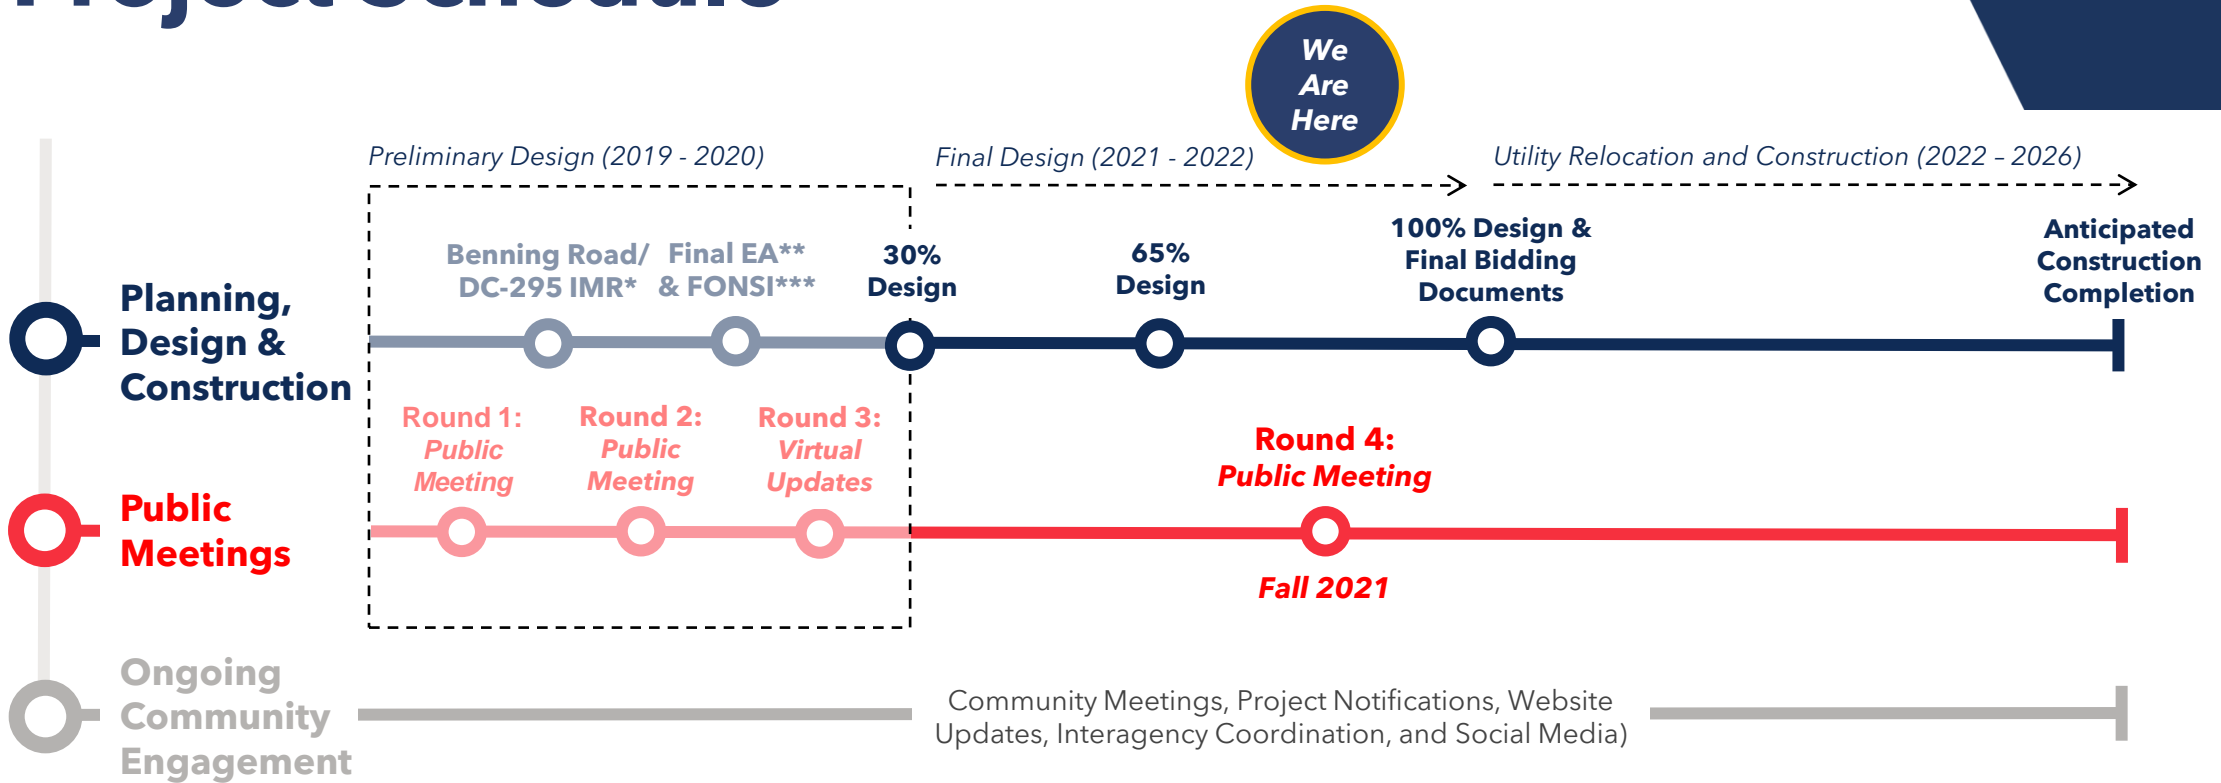 Project Schedule
We
Are
Here
Preliminary Design (2019 - 2020)
Final Design (2021 - 2022)
Utility Relocation and Construction (2022 – 2026)
Planning,
Design &
Construction
Benning Road/
DC-295 IMR*
Final EA**
& FONSI***
30%
Design
65%
Design
100% Design &
Final Bidding
Documents
Anticipated
Construction
Completion
Public
Meetings
Round 1:
Public
Meeting
Round 2:
Public
Meeting
Round 3:
Virtual
Updates
Round 4:
Public Meeting
Fall 2021
Ongoing
Community
Engagement
Community Meetings, Project Notifications, Website
Updates, Interagency Coordination, and Social Media)